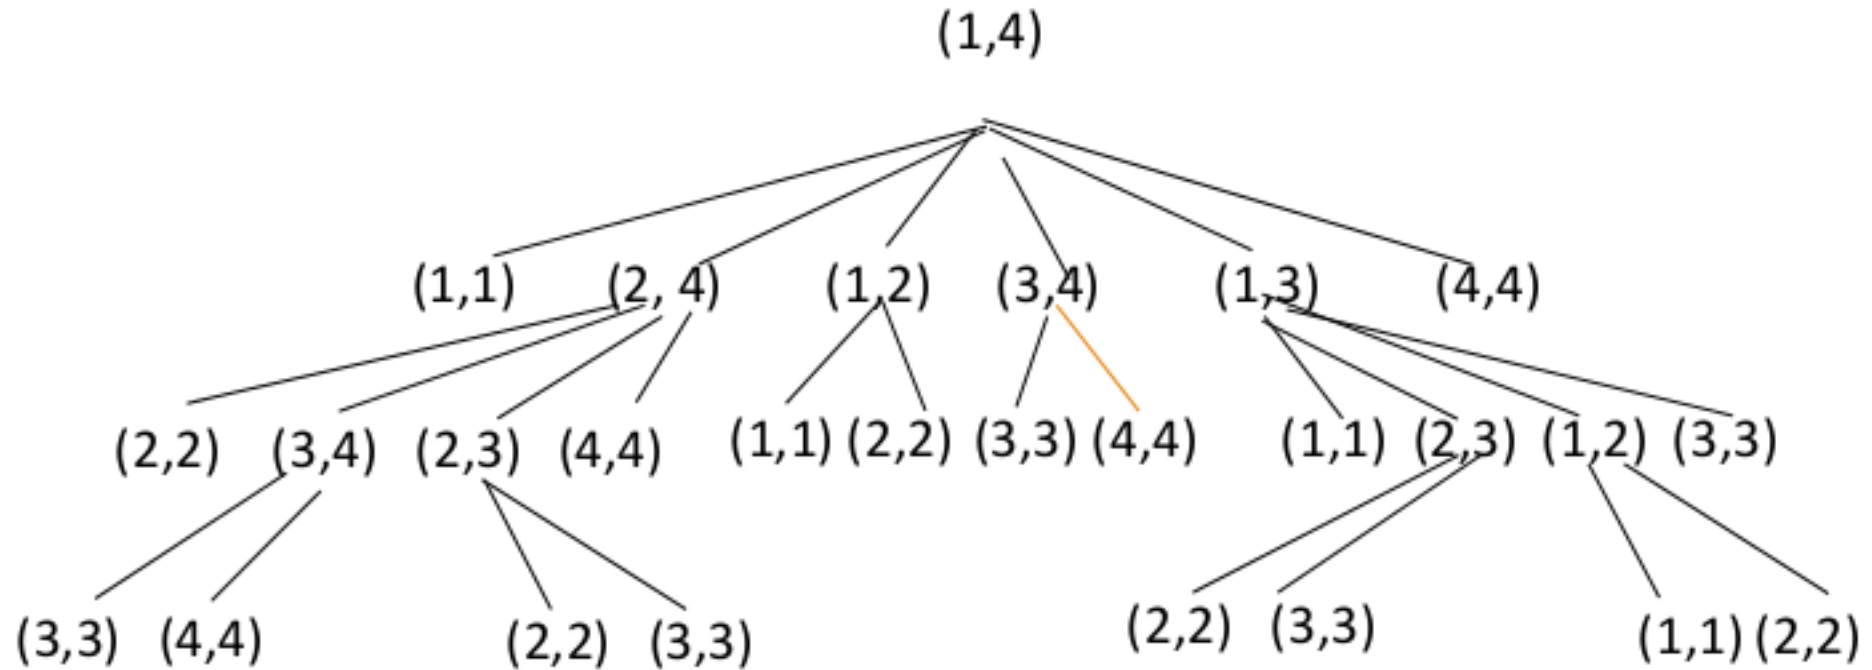 (1,4)
(1,1) (2, 4) (1,2) (3,4) (1,3) (4,4)
(2,2) (3,4) (2,3) (4,4) (1,1) (2,2) (3,3) (4,4) (1,1) (2,3) (1,2) (3,3)
(3,3) (4,4) (2,2) (3,3) (2,2) (3,3) (1,1) (2,2)